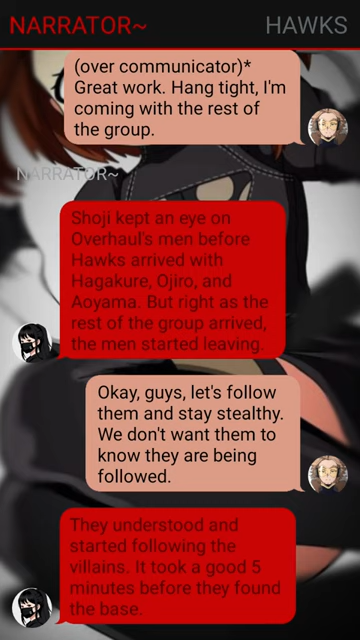 NARRATOR~ HAWKS
(over communicator)*
Great work. Hang tight, I'm
coming with the rest of
the group.
NARRATOR~
Shoji kept an eye on
Overhaul's men before
Hawks arrived with
Hagakure, Ojiro, and
Aoyama. But right as the
rest of the group arrived,
the men started leaving.
Okay, guys, let's follow
them and stay stealthy.
We don't want them to
know they are being
followed.
They understood and
started following the
villains. It took a good 5
minutes before they found
the base.